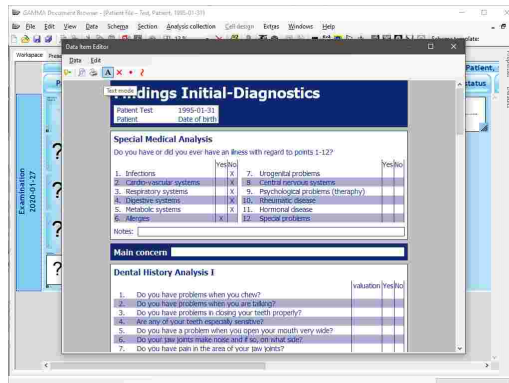 GAMMA Document Browser - [Patient file - Test, Patient, 1995-01-31]
File Edit View Data Schema Section Analysis collection Cell design Extras Windows Help
template:
Workspace
Data Item Editor
Data Edit
Text mode
Patient,
status
Examination
2020-01-27
Findings Initial-Diagnostics
Patient Test 1995-01-31
Patient Date of birth
Special Medical Analysis
Do you have or did you ever have an illness with regard to points 1-12?
Yes No Yes No
1. Infections X 7. Urogenital problems
2. Cardio-vascular systems X 8 Central nervous systems
3. Respiratory systems X 9. Psychological problems (theraphy)
4. Digestive systems X 10. Rheumatic disease
5. Metabolic systems X 11. Hormonal disease
6. Allergies X 12 Special problems
Notes:
Main concern
Dental History Analysis I
valuation Yes No
1. Do you have problems when you chew?
2. Do you have problems when you are talking?
3. Do you have problems in closing your teeth properly?
4. Are any of your teeth especially sensitive?
5. Do you have a problem when you open your mouth very wide?
6. Do your jaw joints make noise and if so, on what side?
7. Do you have pain in the area of your jaw joints?